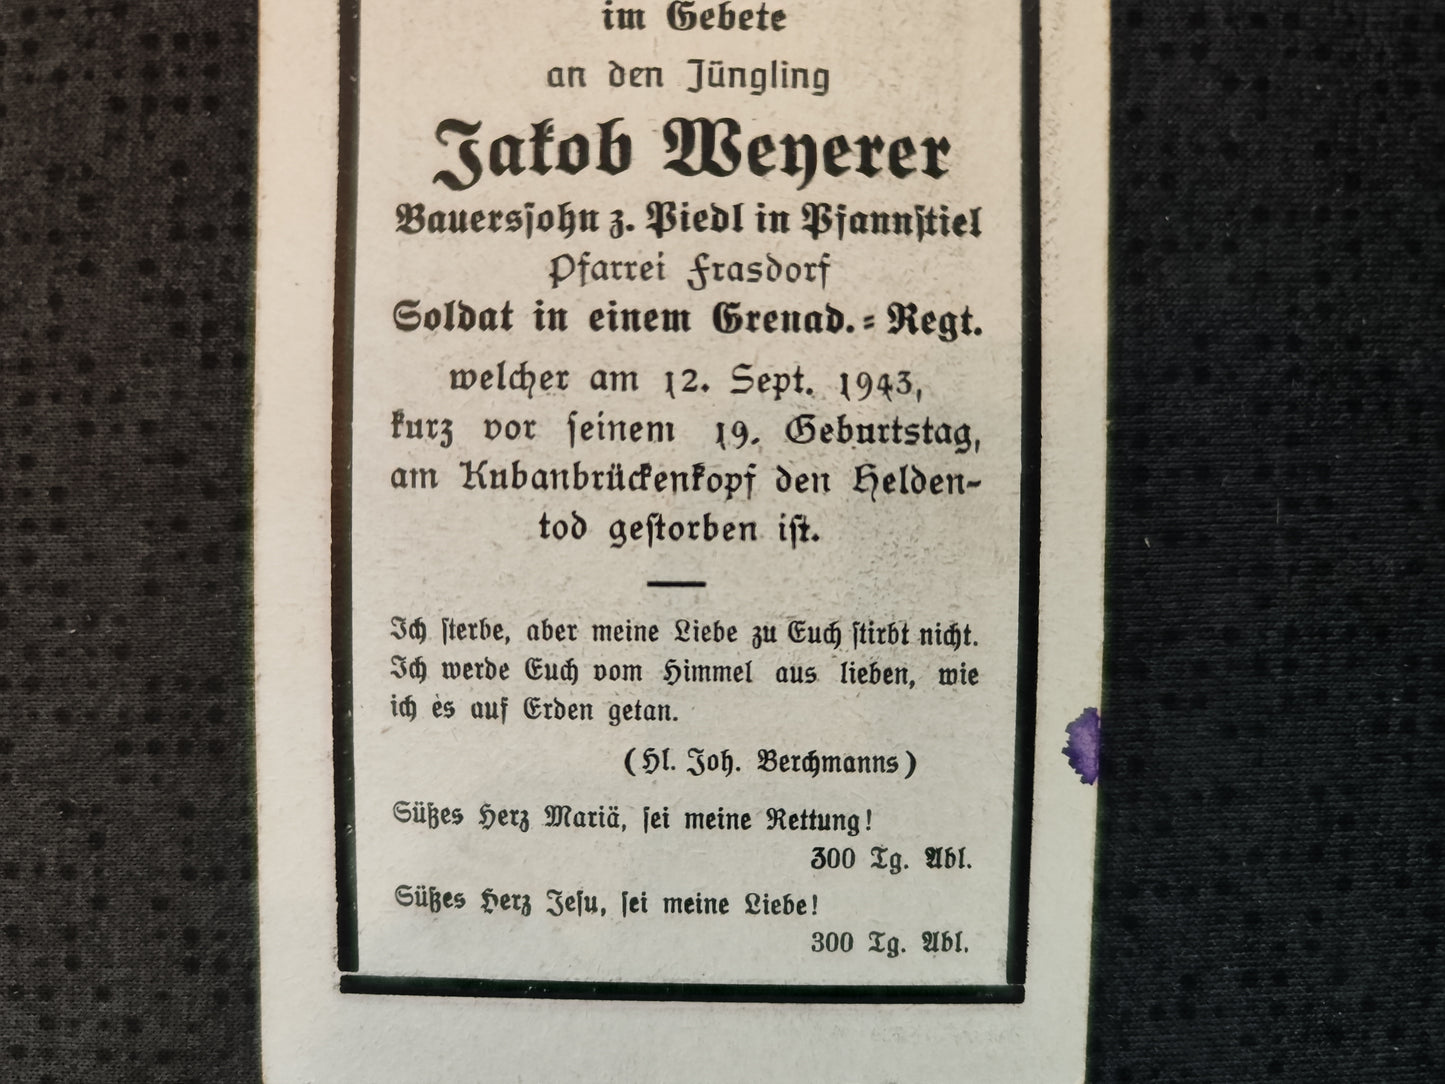 im Gebete
an den Jüngling
Jakob Weyerer
Bauerssohn z. Piedl in Pfannstiel
Pfarrei Frasdorf
Soldat in einem Grenad.=Regt.
welcher am 12. Sept. 1943,
kurz vor seinem 19. Geburtstag,
am Kubanbrückenkopf den Helden-
tod gestorben ist.
Ich sterbe, aber meine Liebe zu Euch stirbt nicht.
Ich werde Euch vom Himmel aus lieben, wie
ich es auf Erden getan.
(Hl. Joh. Berchmanns)
Süßes Herz Mariä, sei meine Rettung!
300 Tg. Abl.
Süßes Herz Jesu, sei meine Liebe!
300 Tg. Abl.